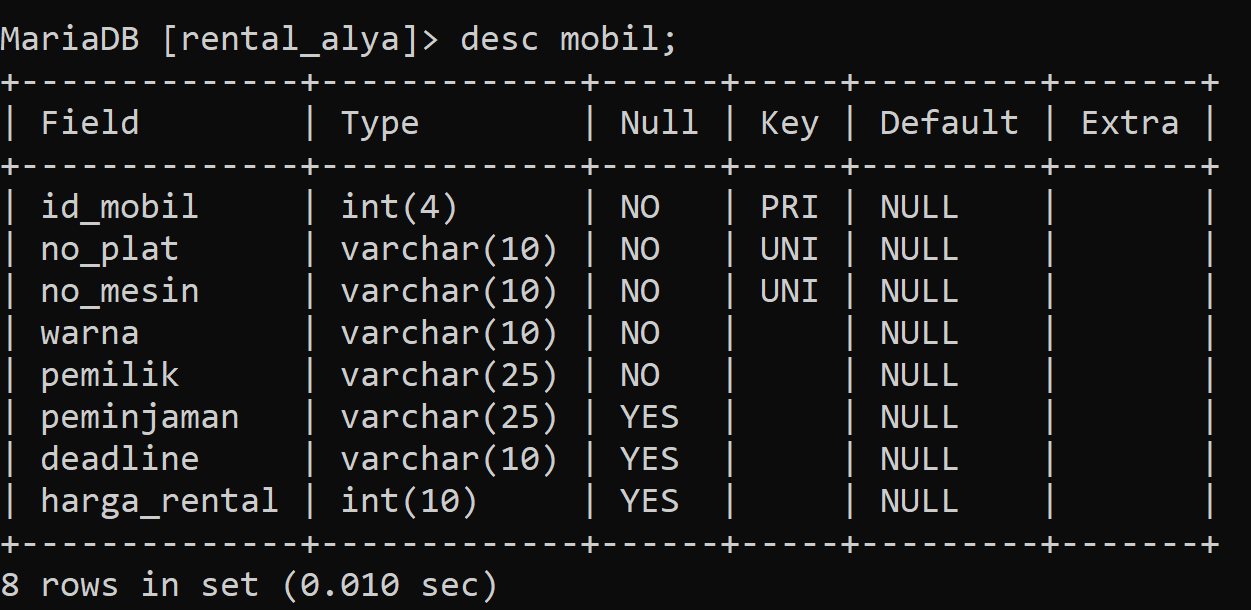 MariaDB [rental_alya]> desc mobil;
+--------------+-------------+------+-----+---------+-------+
| Field        | Type        | Null | Key | Default | Extra |
+--------------+-------------+------+-----+---------+-------+
| id_mobil     | int(4)      | NO   | PRI | NULL    |       |
| no_plat      | varchar(10) | NO   | UNI | NULL    |       |
| no_mesin     | varchar(10) | NO   | UNI | NULL    |       |
| warna        | varchar(10) | NO   |     | NULL    |       |
| pemilik      | varchar(25) | NO   |     | NULL    |       |
| peminjaman   | varchar(25) | YES  |     | NULL    |       |
| deadline     | varchar(10) | YES  |     | NULL    |       |
| harga_rental | int(10)     | YES  |     | NULL    |       |
+--------------+-------------+------+-----+---------+-------+
8 rows in set (0.010 sec)